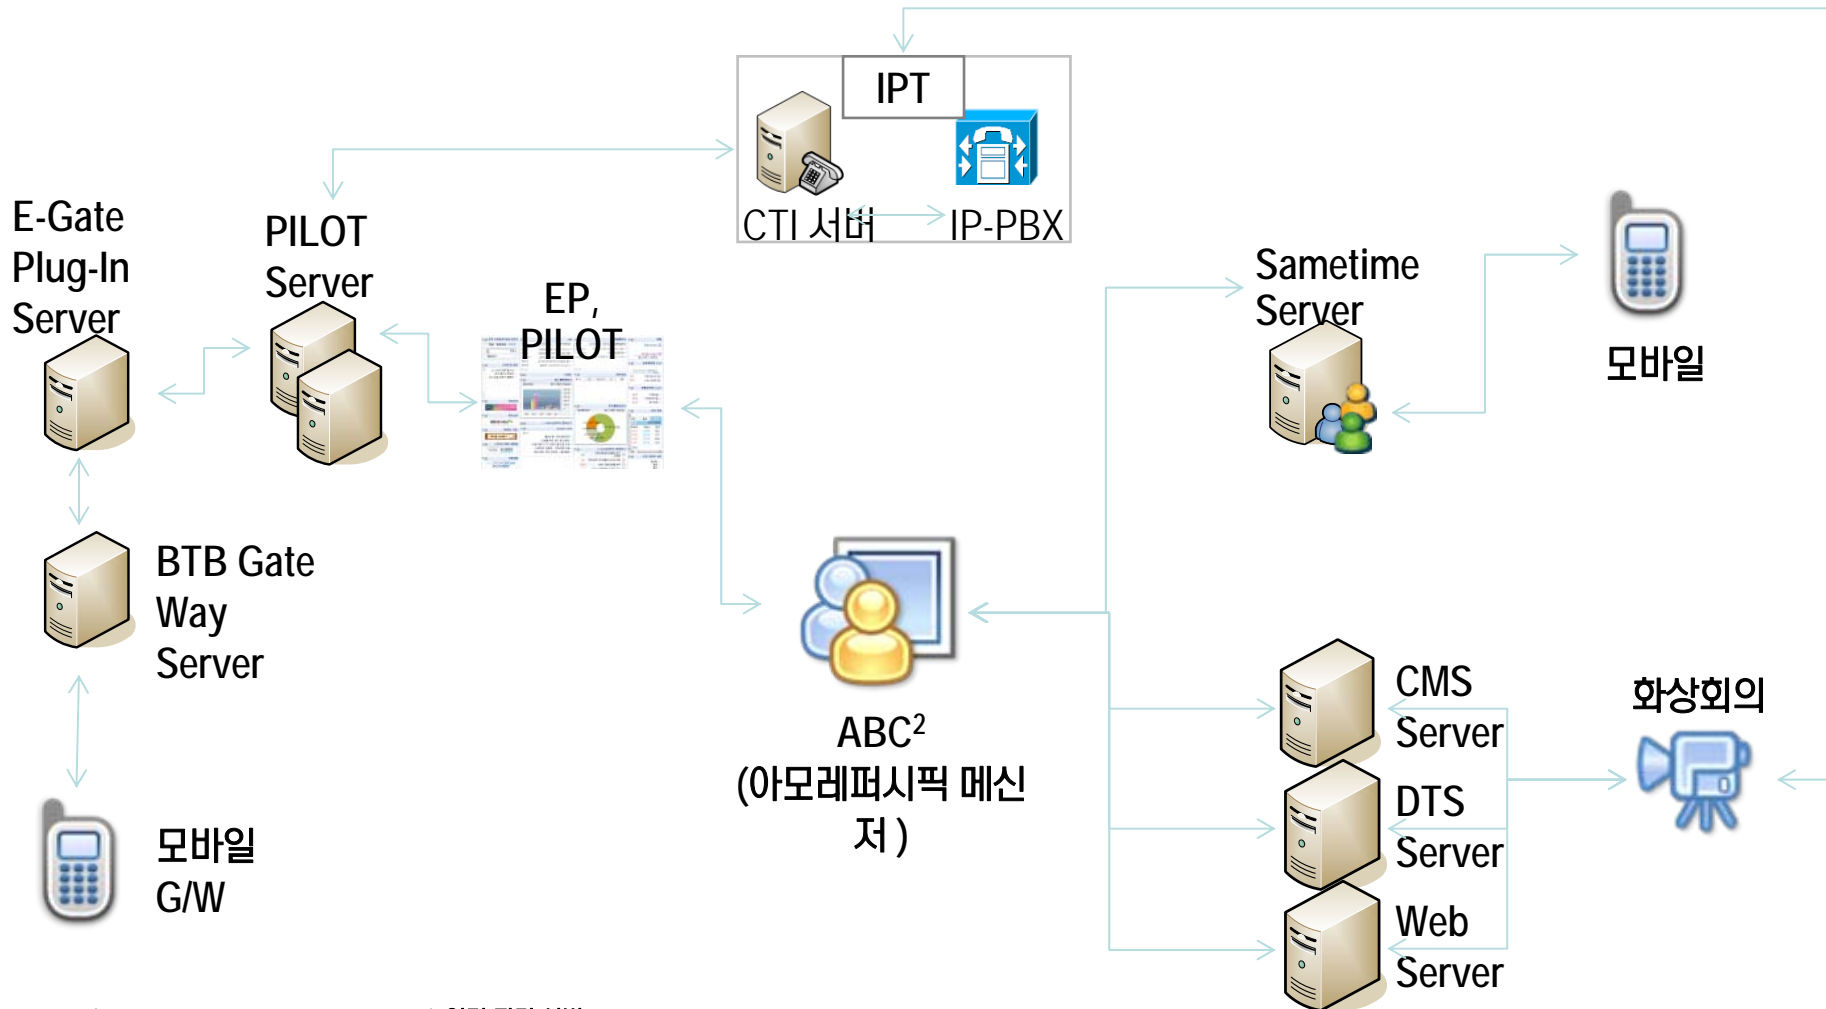 IPT
CTI 서버
IP-PBX
E-Gate
Plug-In
Server
PILOT
Server
EP,
PILOT
Sametime
Server
모바일
BTB Gate
Way
Server
모바일
G/W
ABC²
(아모레퍼시픽 메신
저 )
CMS
Server
DTS
Server
Web
Server
화상회의